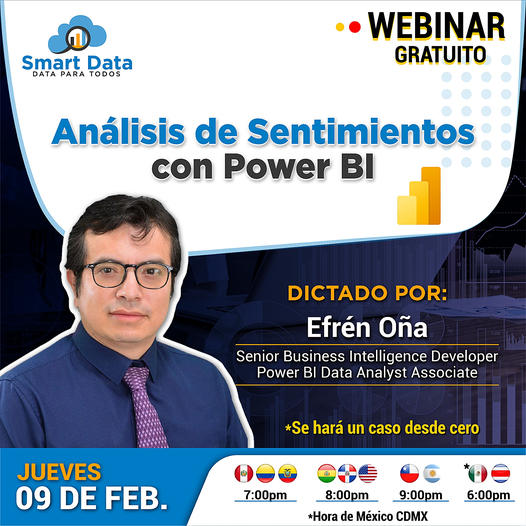 Smart Data
DATA PARA TODOS
WEBINAR
GRATUITO
Análisis de Sentimientos
con Power BI
DICTADO POR:
Efrén Oña
Senior Business Intelligence Developer
Power BI Data Analyst Associate
*Se hará un caso desde cero
JUEVES
09 DE FEB.
7:00pm 8:00pm 9:00pm *6:00pm
*Hora de México CDMX